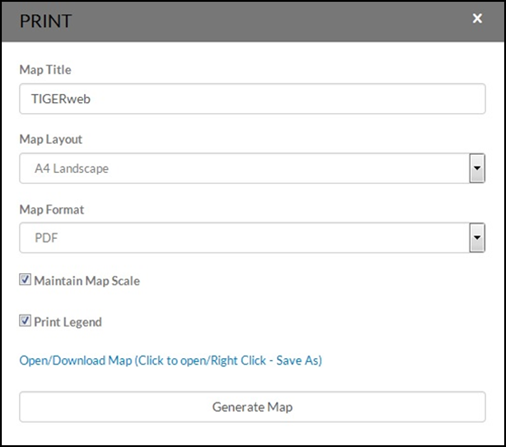 PRINT x
Map Title
TIGERweb
Map Layout
A4 Landscape
Map Format
PDF
Maintain Map Scale
Print Legend
Open/Download Map (Click to open/Right Click - Save As)
Generate Map